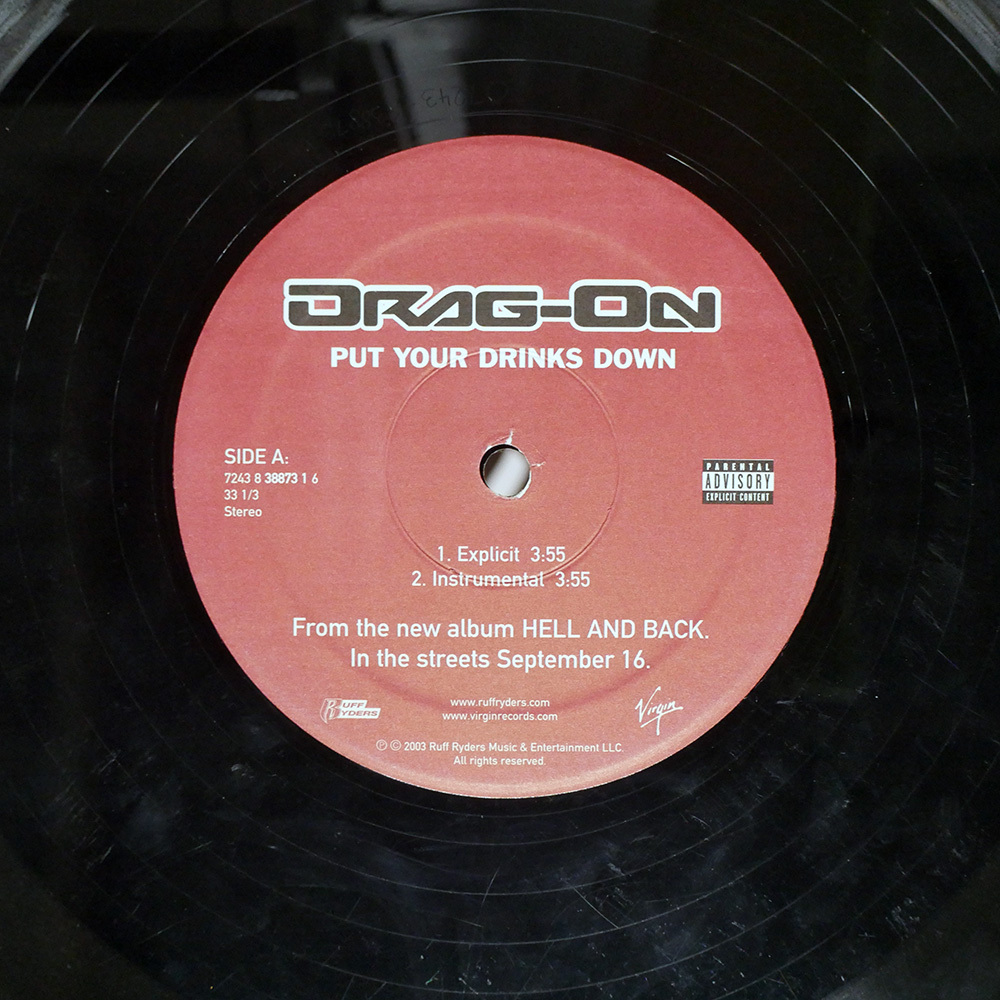 DRAG-ON
PUT YOUR DRINKS DOWN
SIDE A:
7243 8 38873 1 6
33 1/3
Stereo
PARENTAL
ADVISORY
EXPLICIT CONTENT
1. Explicit 3:55
2. Instrumental 3:55
From the new album HELL AND BACK.
In the streets September 16.
RUFF
RYDERS
www.ruffryders.com
www.virginrecords.com
Virgin
℗ © 2003 Ruff Ryders Music & Entertainment LLC.
All rights reserved.